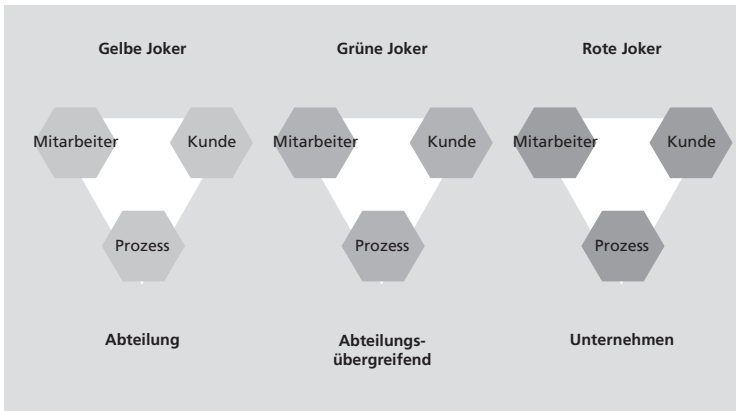 Gelbe Joker
Grüne Joker
Rote Joker
Mitarbeiter
Kunde
Mitarbeiter
Kunde
Mitarbeiter
Kunde
Prozess
Prozess
Prozess
Abteilung
Abteilungs-
übergreifend
Unternehmen